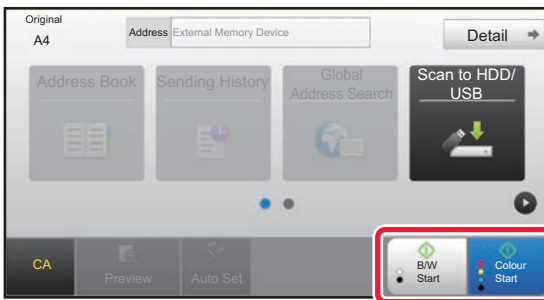 Original
A4
Address External Memory Device
Detail
Address Book
Sending History
Global
Address Search
Scan to HDD/
USB
CA
Preview
Auto Set
B/W
Start
Colour
Start